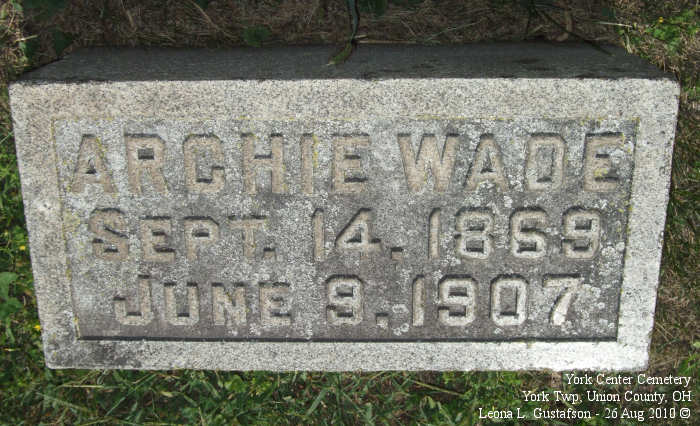 ARCHIE WADE
SEPT. 14. 1869
JUNE 9. 1907
York Center Cemetery
York Twp, Union County, OH
Leona L. Gustafson - 26 Aug 2010 ©